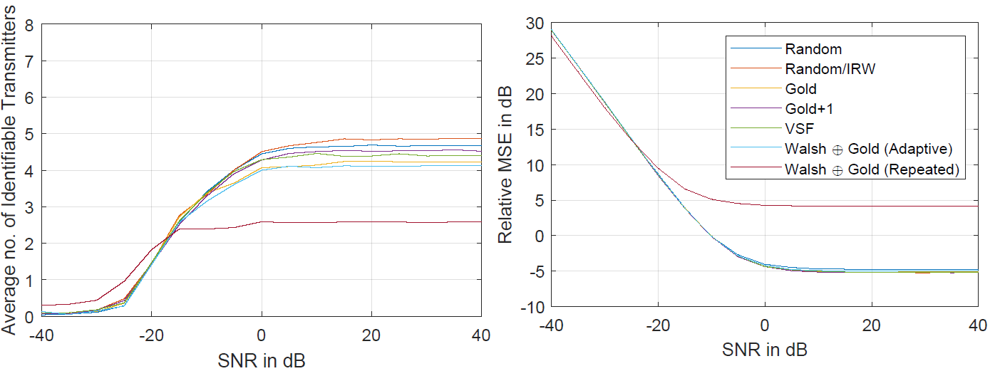 Average no. of Identifiable Transmitters
8
7
6
5
4
3
2
1
0
-40
-20
0
20
40
SNR in dB
Relative MSE in dB
30
25
20
15
10
5
0
-5
-10
-40
-20
0
20
40
SNR in dB
Random
Random/IRW
Gold
Gold+1
VSF
Walsh ⊕ Gold (Adaptive)
Walsh ⊕ Gold (Repeated)